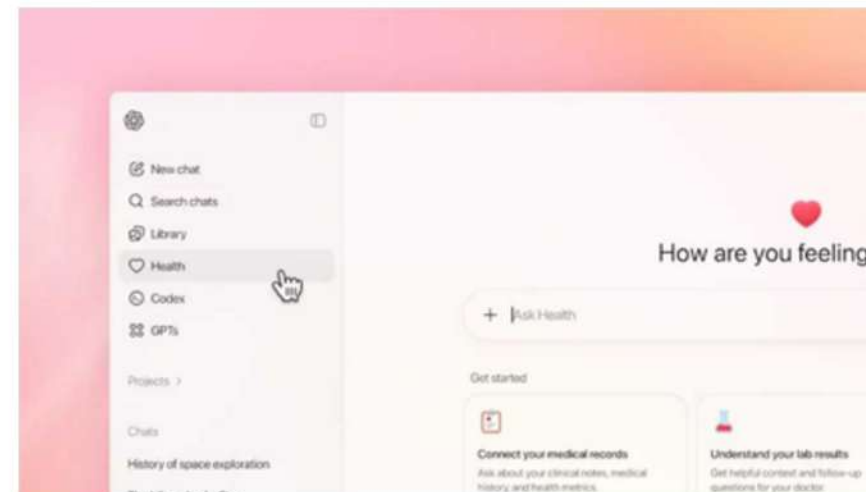 New chat
Search chats
Library
Health
Codex
GPTs
Projects >
Chats
History of space exploration
How are you feeling
Ask Health
Get started
Connect your medical records
Ask about your clinical notes, medical
history, and health metrics.
Understand your lab results
Get helpful context and follow-up
questions for your doctor.